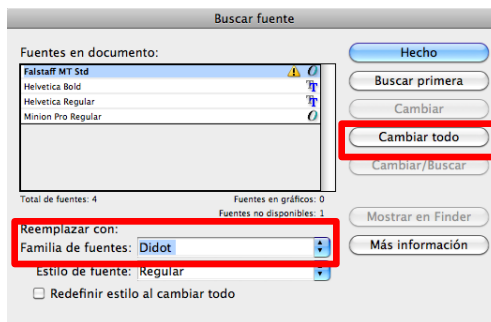 Buscar fuente
Fuentes en documento:
Falstaff MT Std
Helvetica Bold
Helvetica Regular
Minion Pro Regular
Total de fuentes: 4
Fuentes en gráficos: 0
Fuentes no disponibles: 1
Reemplazar con:
Familia de fuentes: Didot
Estilo de fuente: Regular
Redefinir estilo al cambiar todo
Hecho
Buscar primera
Cambiar
Cambiar todo
Cambiar/Buscar
Mostrar en Finder
Más información